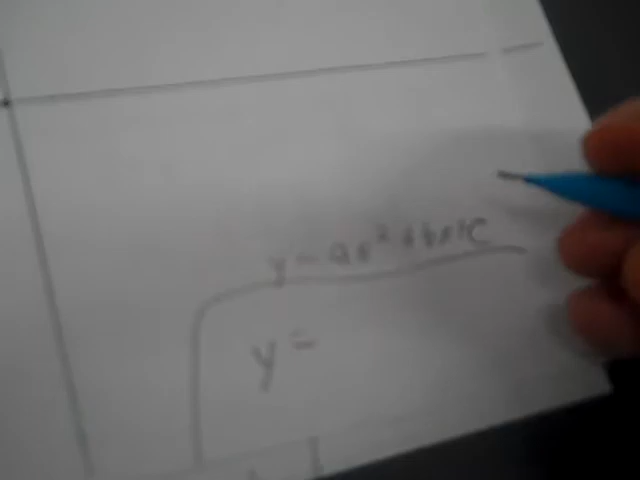 y = ax² + bx + C
y =